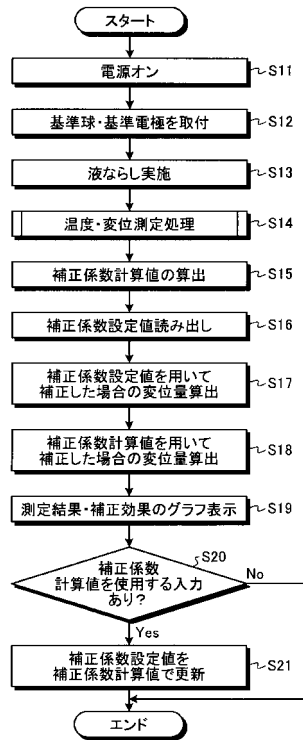 スタート
電源オン
S11
基準球・基準電極を取付
S12
液ならし実施
S13
温度・変位測定処理
S14
補正係数計算値の算出
S15
補正係数設定値読み出し
S16
補正係数設定値を用いて
補正した場合の変位量算出
S17
補正係数計算値を用いて
補正した場合の変位量算出
S18
測定結果・補正効果のグラフ表示
S19
補正係数
計算値を使用する入力
あり?
S20
No
Yes
補正係数設定値を
補正係数計算値で更新
S21
エンド